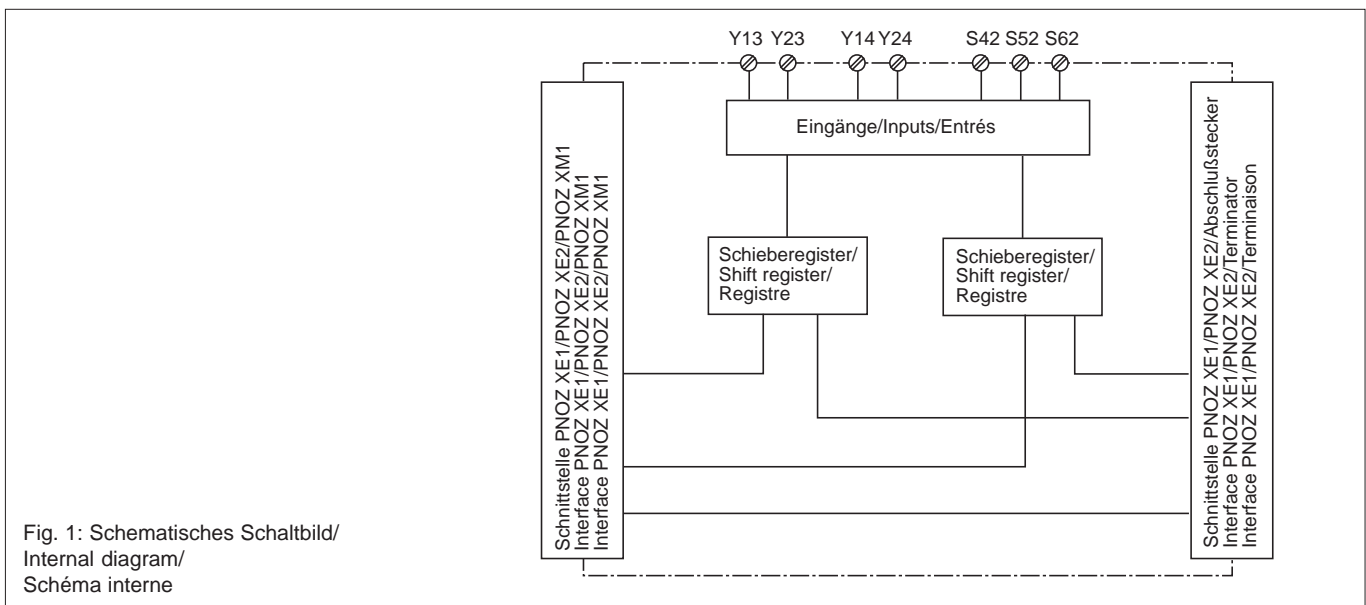 Y13 Y23 Y14 Y24 S42 S52 S62
Eingänge/Inputs/Entrés
Schieberegister/
Shift register/
Registre
Schieberegister/
Shift register/
Registre
Schnittstelle PNOZ XE1/PNOZ XE2/PNOZ XM1
Interface PNOZ XE1/PNOZ XE2/PNOZ XM1
Interface PNOZ XE1/PNOZ XE2/PNOZ XM1
Schnittstelle PNOZ XE1/PNOZ XE2/Abschlußstecker
Interface PNOZ XE1/PNOZ XE2/Terminator
Interface PNOZ XE1/PNOZ XE2/Terminaison
Fig. 1: Schematisches Schaltbild/
Internal diagram/
Schéma interne